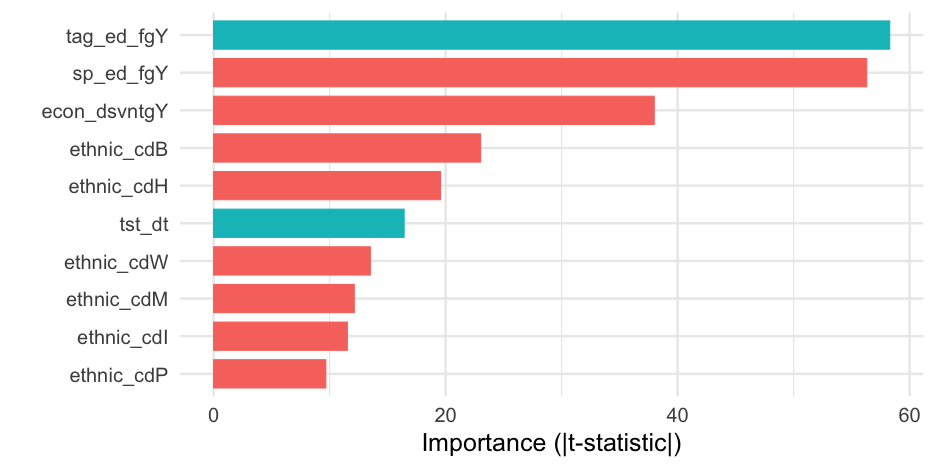 tag_ed_fgY
sp_ed_fgY
econ_dsvntgY
ethnic_cdB
ethnic_cdH
tst_dt
ethnic_cdW
ethnic_cdM
ethnic_cdI
ethnic_cdP
0 20 40 60
Importance (|t-statistic|)